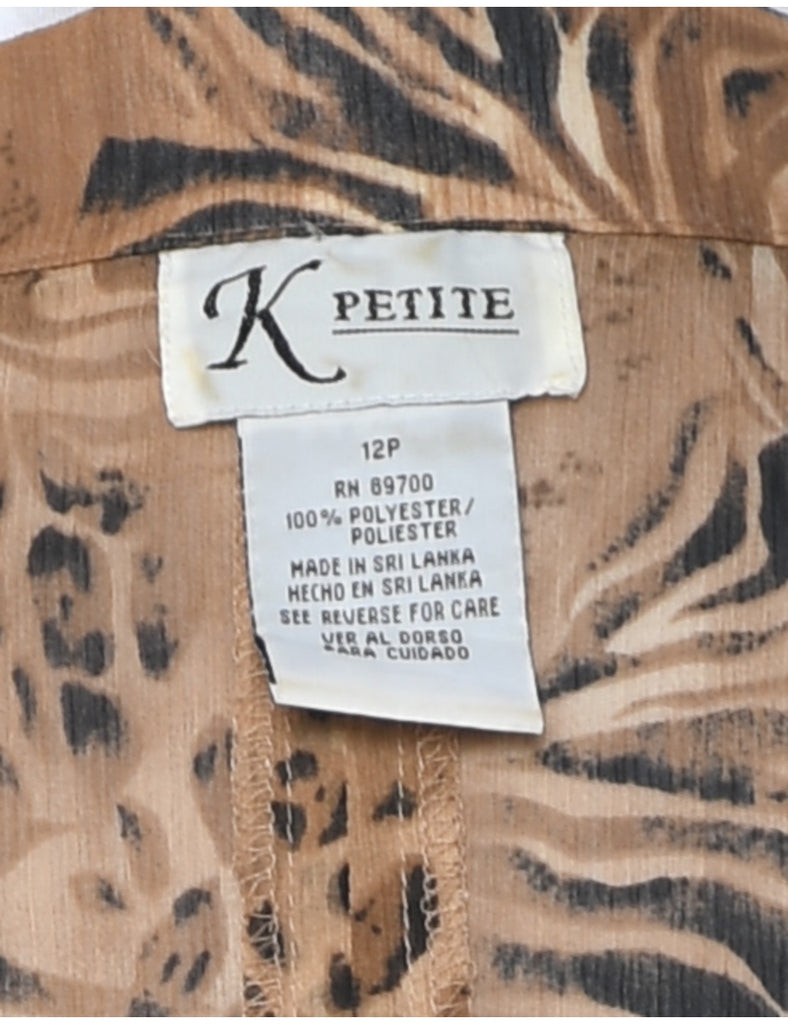 K PETITE
12P
RN 69700
100% POLYESTER/
POLIESTER
MADE IN SRI LANKA
HECHO EN SRI LANKA
SEE REVERSE FOR CARE
VER AL DORSO
PARA CUIDADO